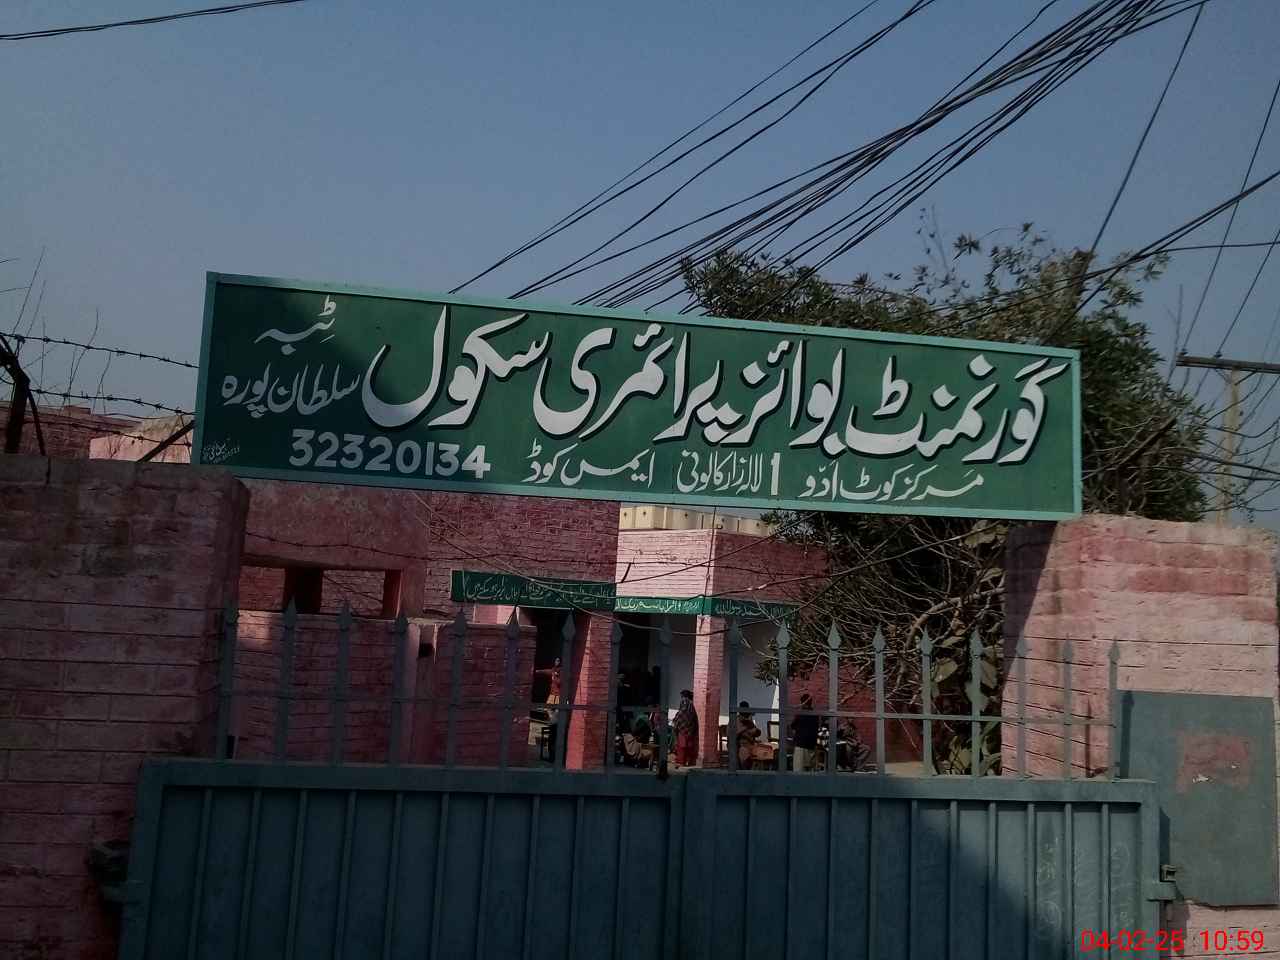 گورنمنٹ بوائز پرائمری سکول ٹبہ سلطان پورہ
مرکز کوٹ ادّو 1 لالہ زار کالونی ایمس کوڈ 32320134
04-02-25 10:59